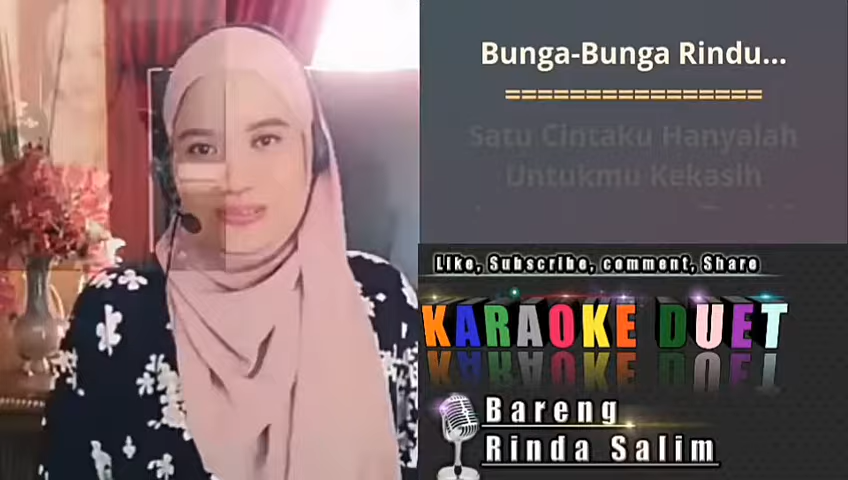 Bunga-Bunga Rindu...
================
Satu Cintaku Hanyalah
Untukmu Kekasih
Like, Subscribe, comment, Share
KARAOKE DUET
Bareng
Rinda Salim